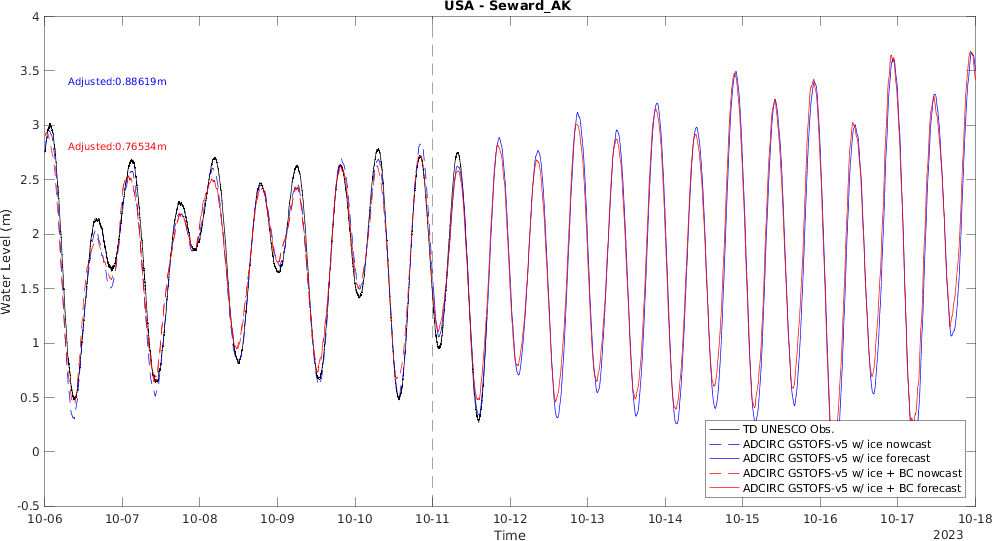 USA - Seward_AK
4
3.5
3
2.5
2
1.5
1
0.5
0
-0.5
Water Level (m)
Adjusted:0.88619m
Adjusted:0.76534m
TD UNESCO Obs.
ADCIRC GSTOFS-v5 w/ ice nowcast
ADCIRC GSTOFS-v5 w/ ice forecast
ADCIRC GSTOFS-v5 w/ ice + BC nowcast
ADCIRC GSTOFS-v5 w/ ice + BC forecast
10-06 10-07 10-08 10-09 10-10 10-11 10-12 10-13 10-14 10-15 10-16 10-17 10-18
Time
2023